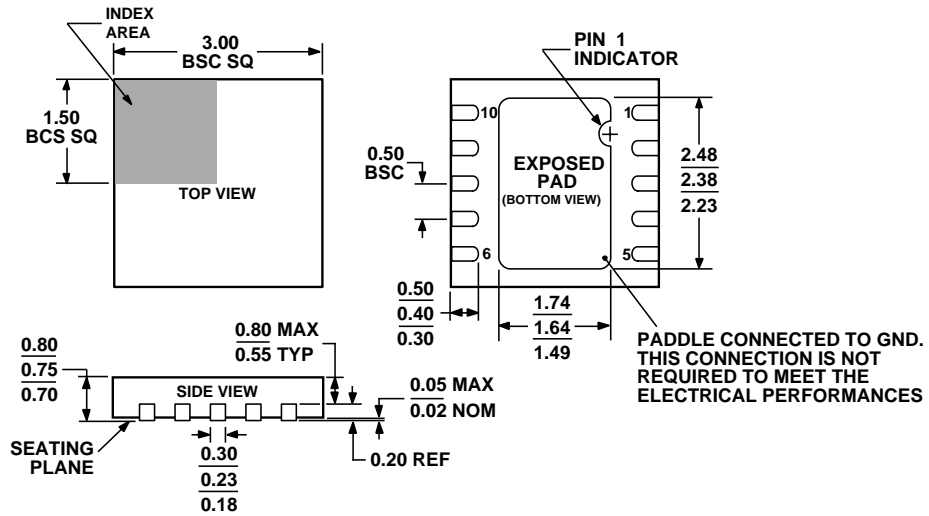 INDEX
AREA
3.00
BSC SQ
1.50
BCS SQ
TOP VIEW
PIN 1
INDICATOR
10
1
0.50
BSC
EXPOSED
PAD
(BOTTOM VIEW)
2.48
2.38
2.23
6
5
0.50
0.40
0.30
1.74
1.64
1.49
PADDLE CONNECTED TO GND.
THIS CONNECTION IS NOT
REQUIRED TO MEET THE
ELECTRICAL PERFORMANCES
0.80
0.75
0.70
0.80 MAX
0.55 TYP
SIDE VIEW
0.05 MAX
0.02 NOM
SEATING
PLANE
0.30
0.23
0.18
0.20 REF